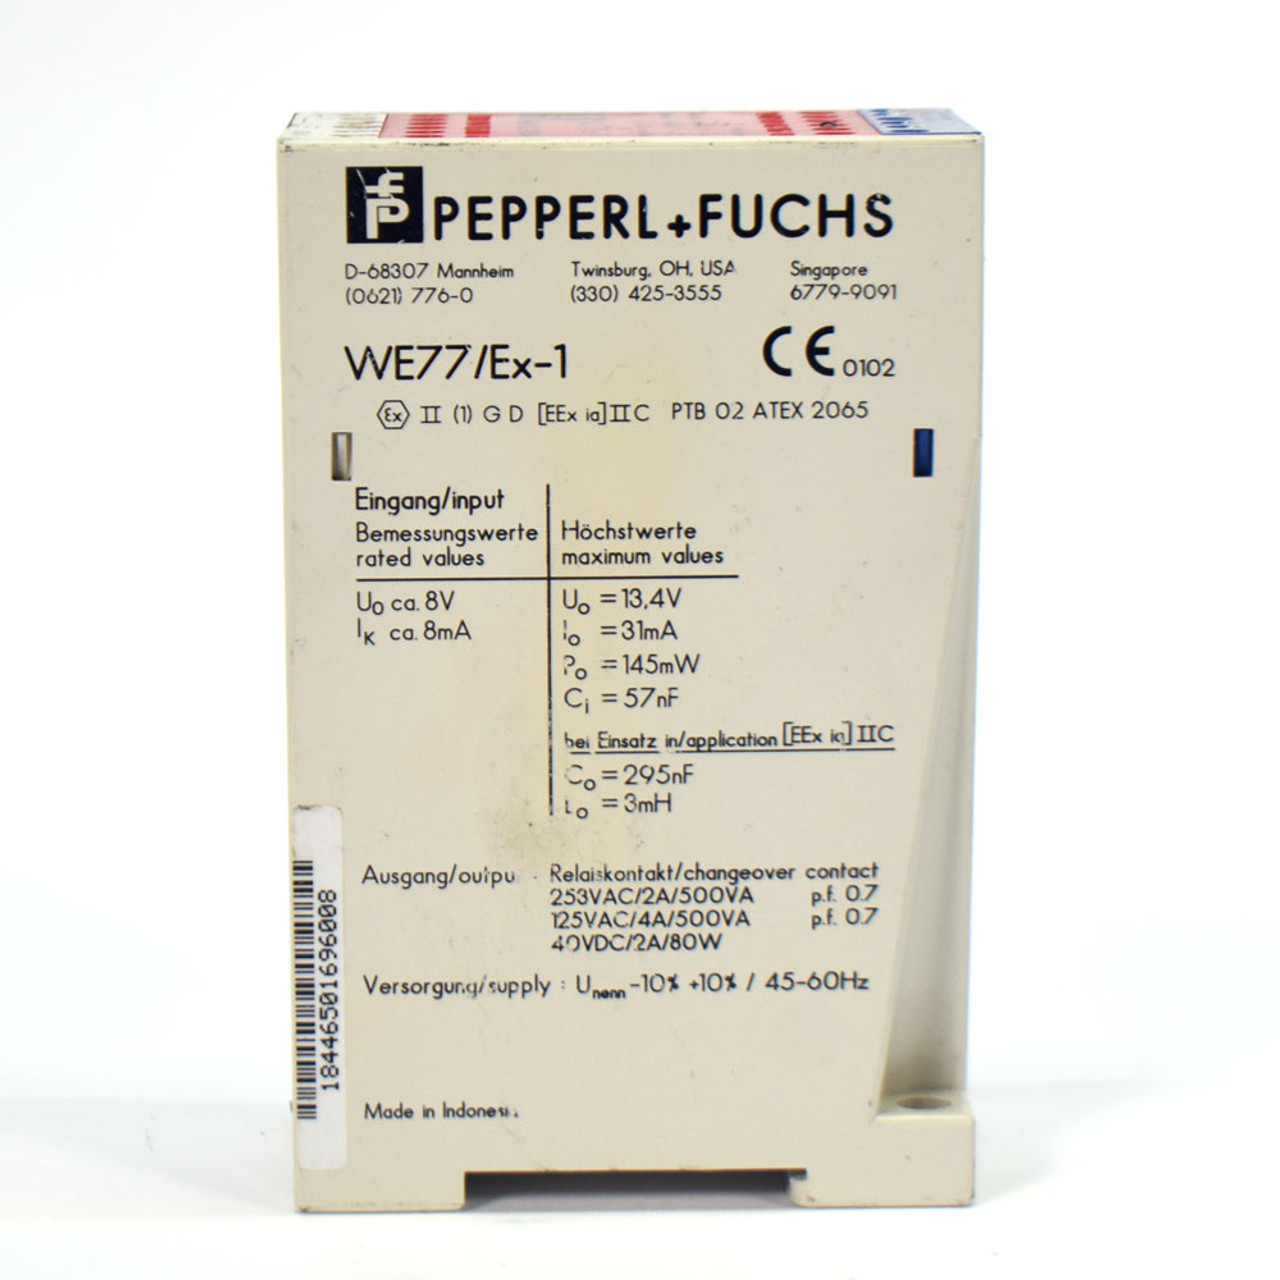 PEPPERL+FUCHS
D-68307 Mannheim Twinsburg, OH, USA Singapore
(0621) 776-0 (330) 425-3555 6779-9091
WE77/Ex-1 CE 0102
Ex II (1) G D [EEx ia] IIC PTB 02 ATEX 2065
Eingang/input
Bemessungswerte Höchstwerte
rated values maximum values
U0 ca. 8V Uo = 13,4V
IK ca. 8mA Io = 31mA
Po = 145mW
Ci = 57nF
bei Einsatz in/application [EEx ia] IIC
Co = 295nF
Lo = 3mH
Ausgang/outpu : Relaiskontakt/changeover contact
253VAC/2A/500VA p.f. 0.7
125VAC/4A/500VA p.f. 0.7
40VDC/2A/80W
Versorgung/supply : Unenn -10% +10% / 45-60Hz
Made in Indonesi
18446501696008